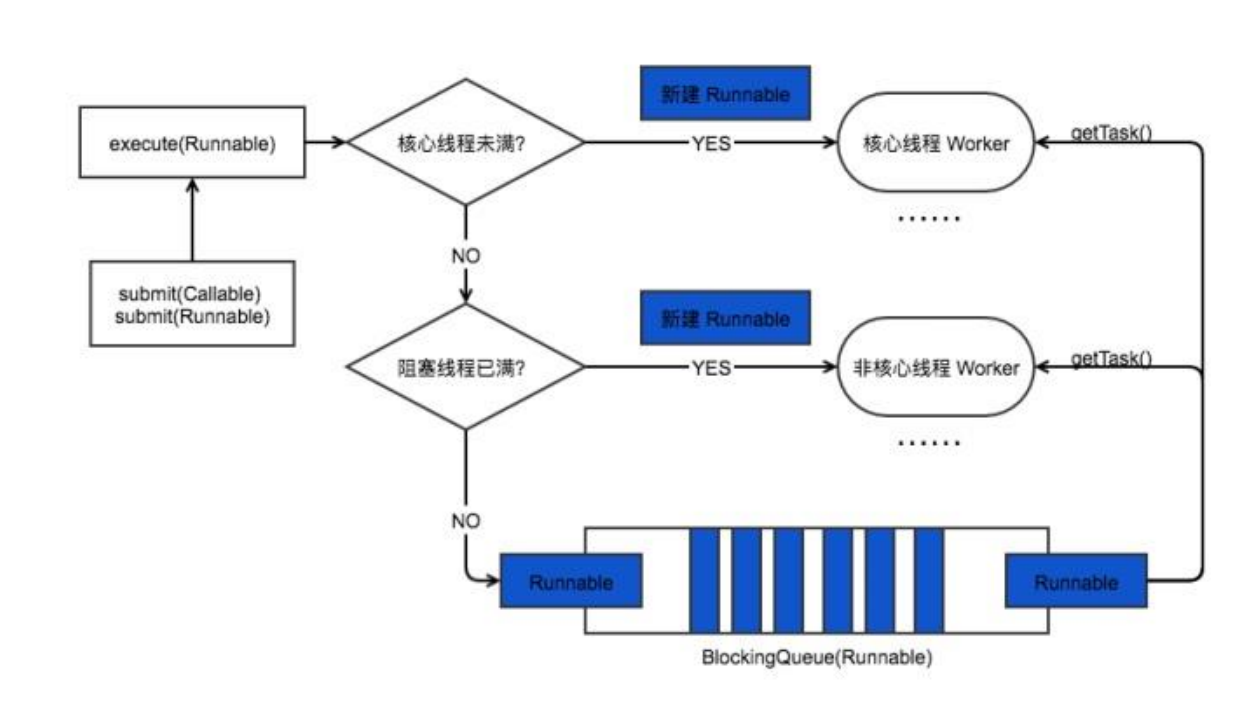 新建 Runnable
execute(Runnable)
核心线程未满?
YES
核心线程 Worker
getTask()
......
NO
submit(Callable)
submit(Runnable)
新建 Runnable
阻塞线程已满?
YES
非核心线程 Worker
getTask()
......
NO
Runnable
Runnable
BlockingQueue(Runnable)